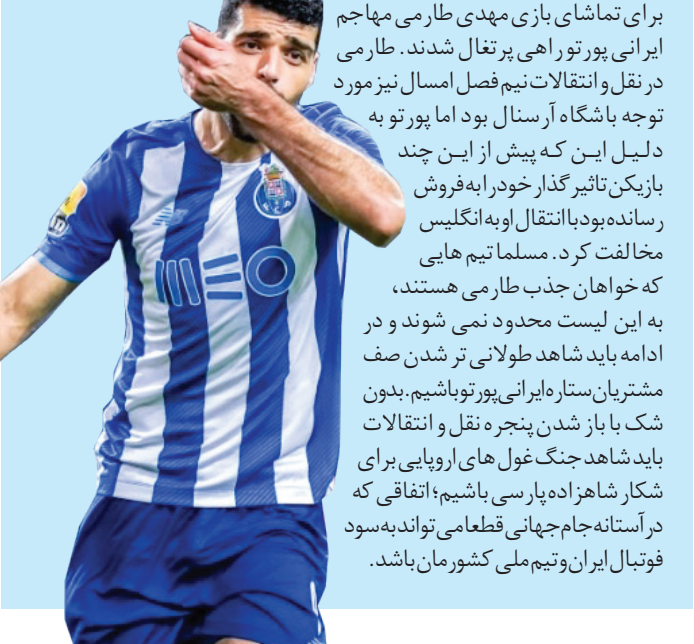 برای تماشای بازی مهدی طارمی مهاجم
ایرانی پورتو راهی پرتغال شدند. طارمی
در نقل و انتقالات نیم فصل امسال نیز مورد
توجه باشگاه آرسنال بود اما پورتو به
دلیل این که پیش از این چند
بازیکن تاثیر گذار خود را به فروش
رسانده بود با انتقال او به انگلیس
مخالفت کرد. مسلما تیم هایی
که خواهان جذب طارمی هستند،
به این لیست محدود نمی شوند و در
ادامه باید شاهد طولانی تر شدن صف
مشتریان ستاره ایرانی پورتو باشیم. بدون
شک با باز شدن پنجره نقل و انتقالات
باید شاهد جنگ غول های اروپایی برای
شکار شاهزاده پارسی باشیم؛ اتفاقی که
در آستانه جام جهانی قطعا می تواند به سود
فوتبال ایران و تیم ملی کشورمان باشد.
MEO